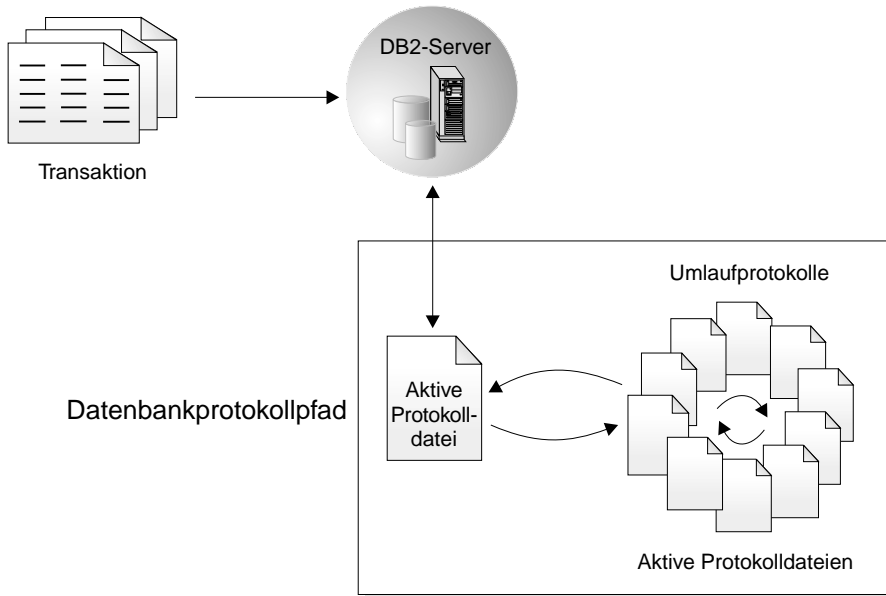 DB2-Server
Transaktion
Umlaufprotokolle
Datenbankprotokollpfad
Aktive
Protokoll-
datei
Aktive Protokolldateien